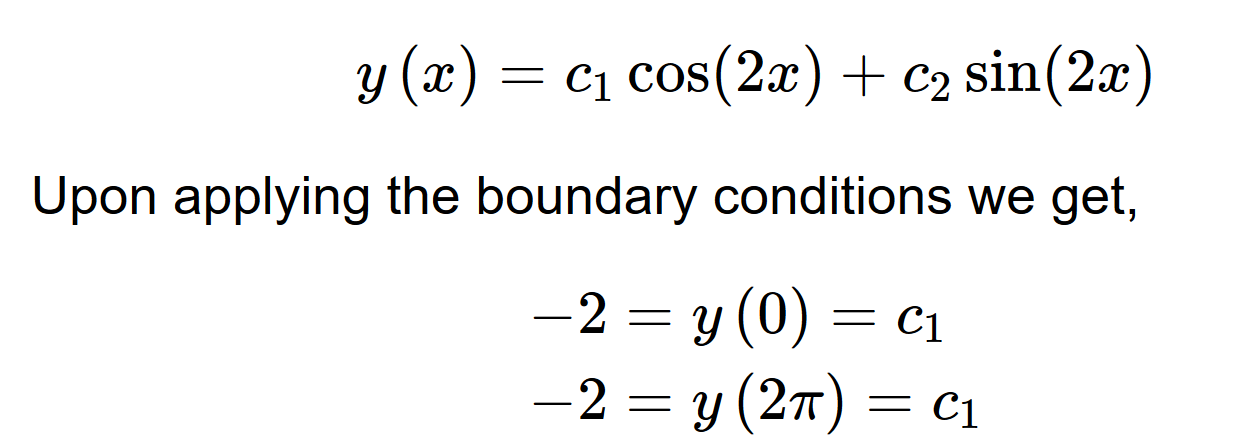 y (x) = c₁ cos(2x) + c₂ sin(2x)
Upon applying the boundary conditions we get,
−2 = y (0) = c₁
−2 = y (2π) = c₁